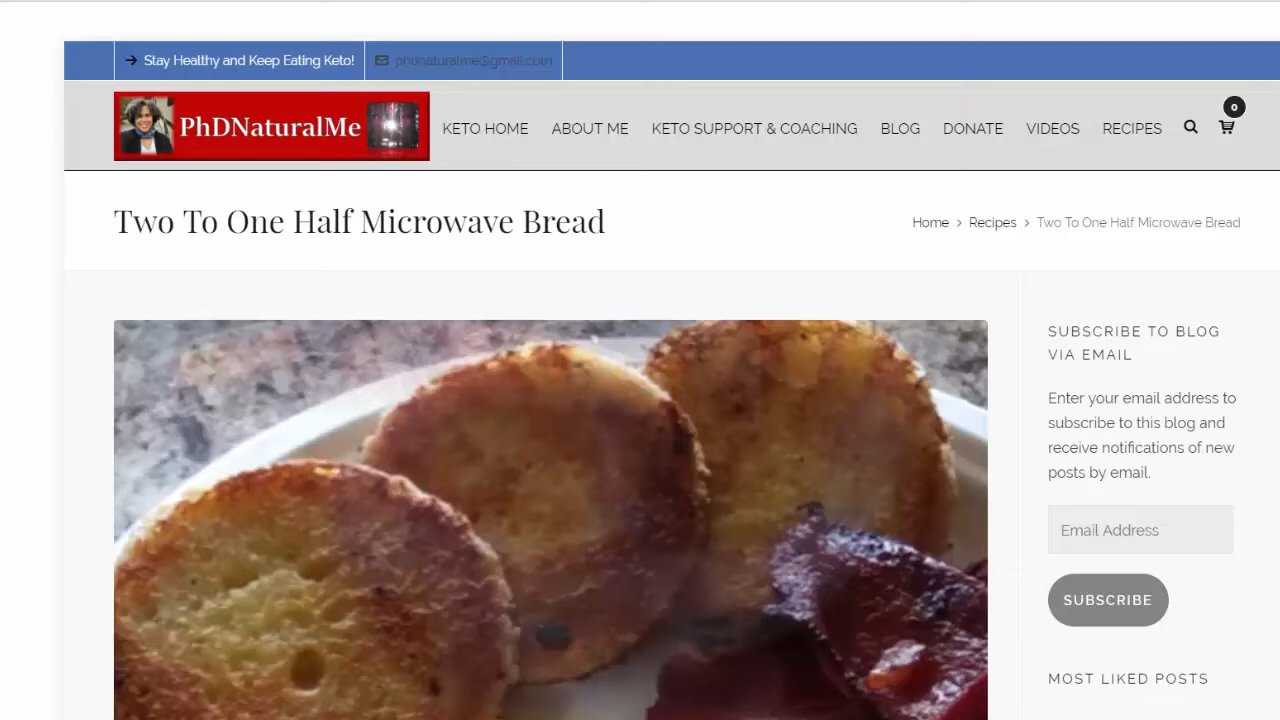 Stay Healthy and Keep Eating Keto!
phdnaturalme@gmail.com
PhDNaturalMe
KETO HOME
ABOUT ME
KETO SUPPORT & COACHING
BLOG
DONATE
VIDEOS
RECIPES
0
Two To One Half Microwave Bread
Home > Recipes > Two To One Half Microwave Bread
SUBSCRIBE TO BLOG
VIA EMAIL
Enter your email address to
subscribe to this blog and
receive notifications of new
posts by email.
Email Address
SUBSCRIBE
MOST LIKED POSTS